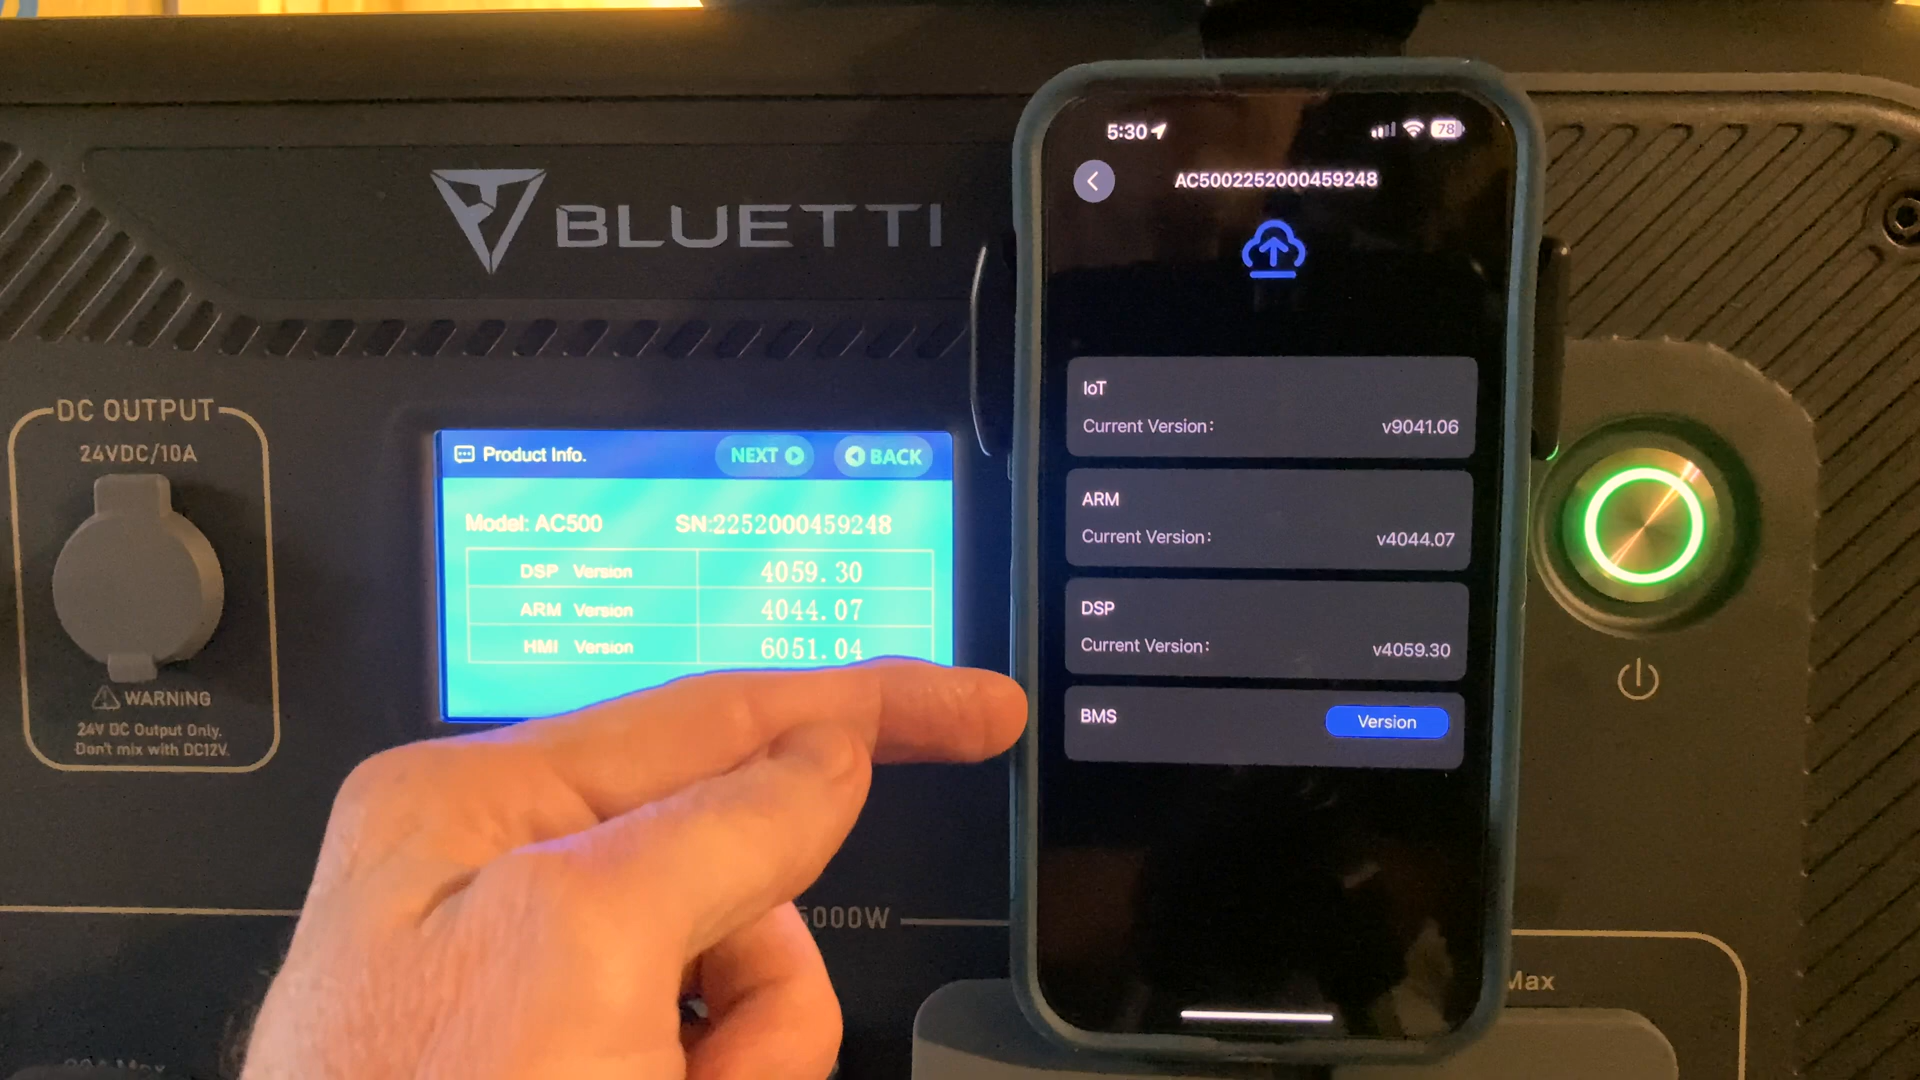 BLUETTI
DC OUTPUT
24VDC/10A
WARNING
24V DC Output Only.
Don't mix with DC12V.
Product Info.
NEXT
BACK
Model: AC500 SN:2252000459248
DSP Version 4059.30
ARM Version 4044.07
HMI Version 6051.04
5000W
5:30
78
AC5002252000459248
IoT
Current Version: v9041.06
ARM
Current Version: v4044.07
DSP
Current Version: v4059.30
BMS
Version
Max